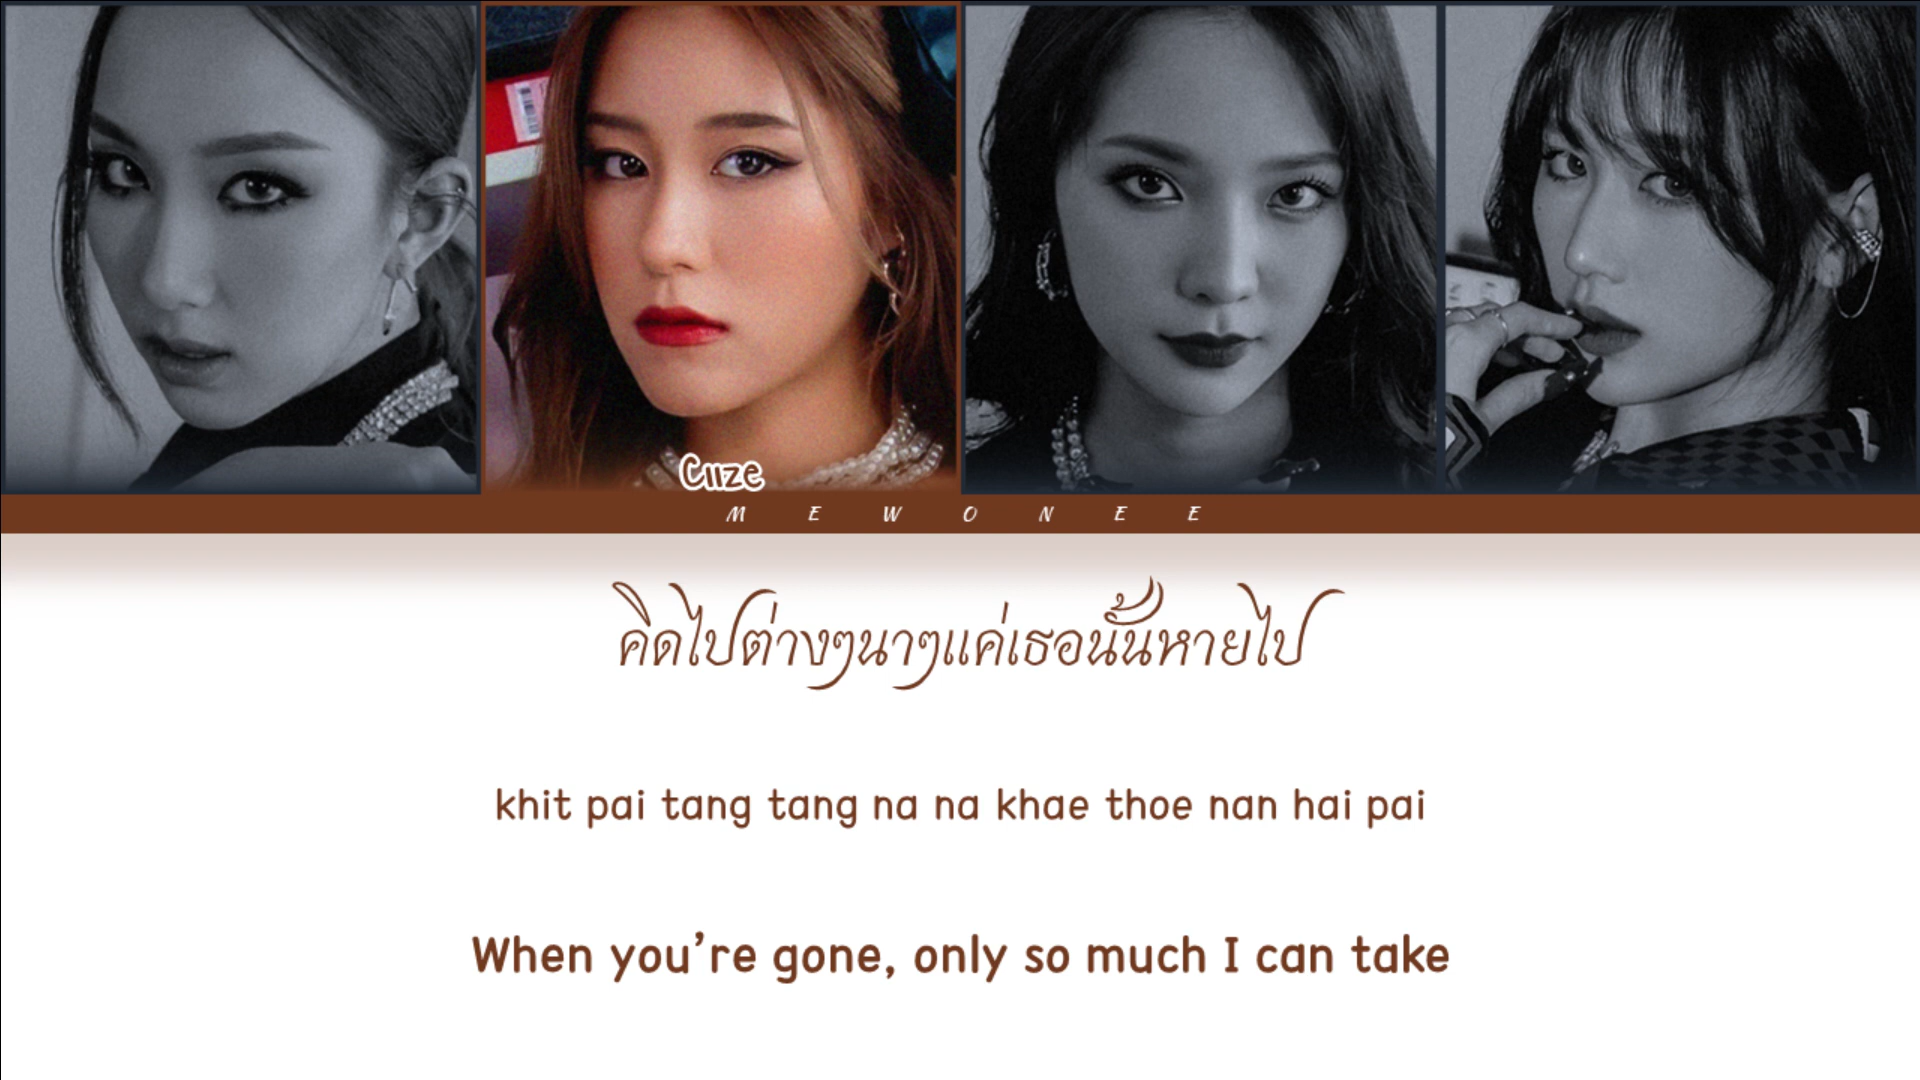 Ciize
MEWONEE
คิดไปต่างๆนาๆแค่เธอนั้นหายไป
khit pai tang tang na na khae thoe nan hai pai
When you’re gone, only so much I can take